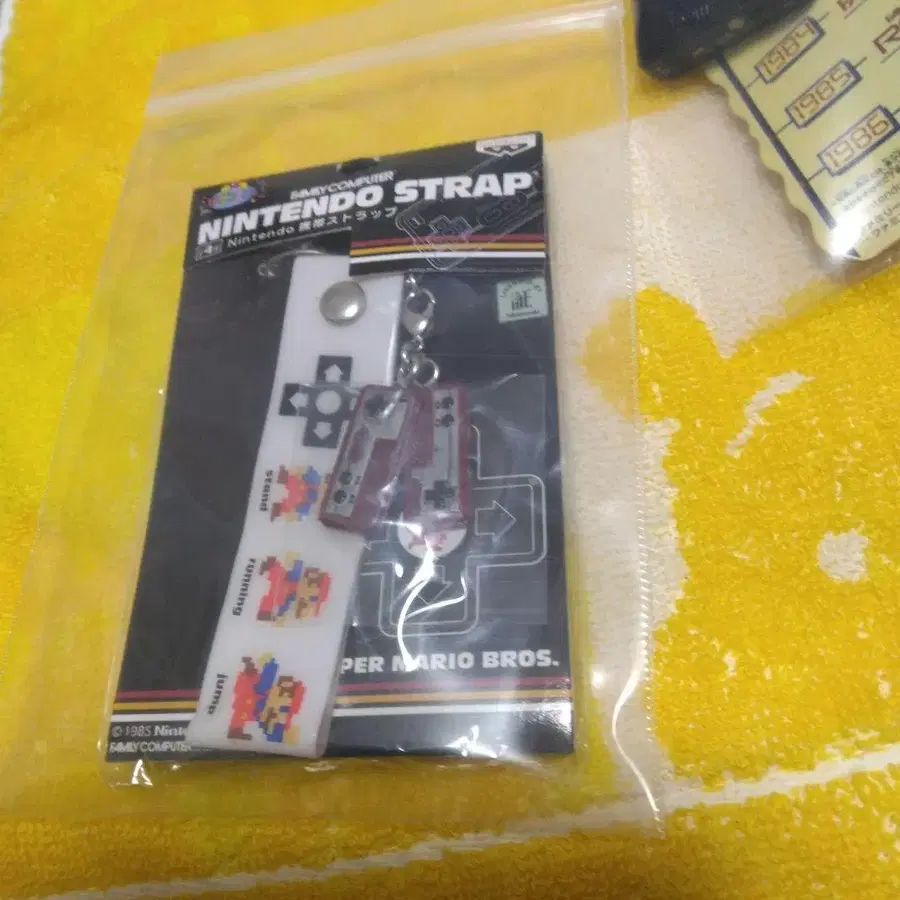 FAMILY COMPUTER
NINTENDO STRAP
Nintendo 携帯ストラップ
証
stand
running
jump
PER MARIO BROS.
© 1985 Nint
FAMILY COMPUTER
1984
1985
1986